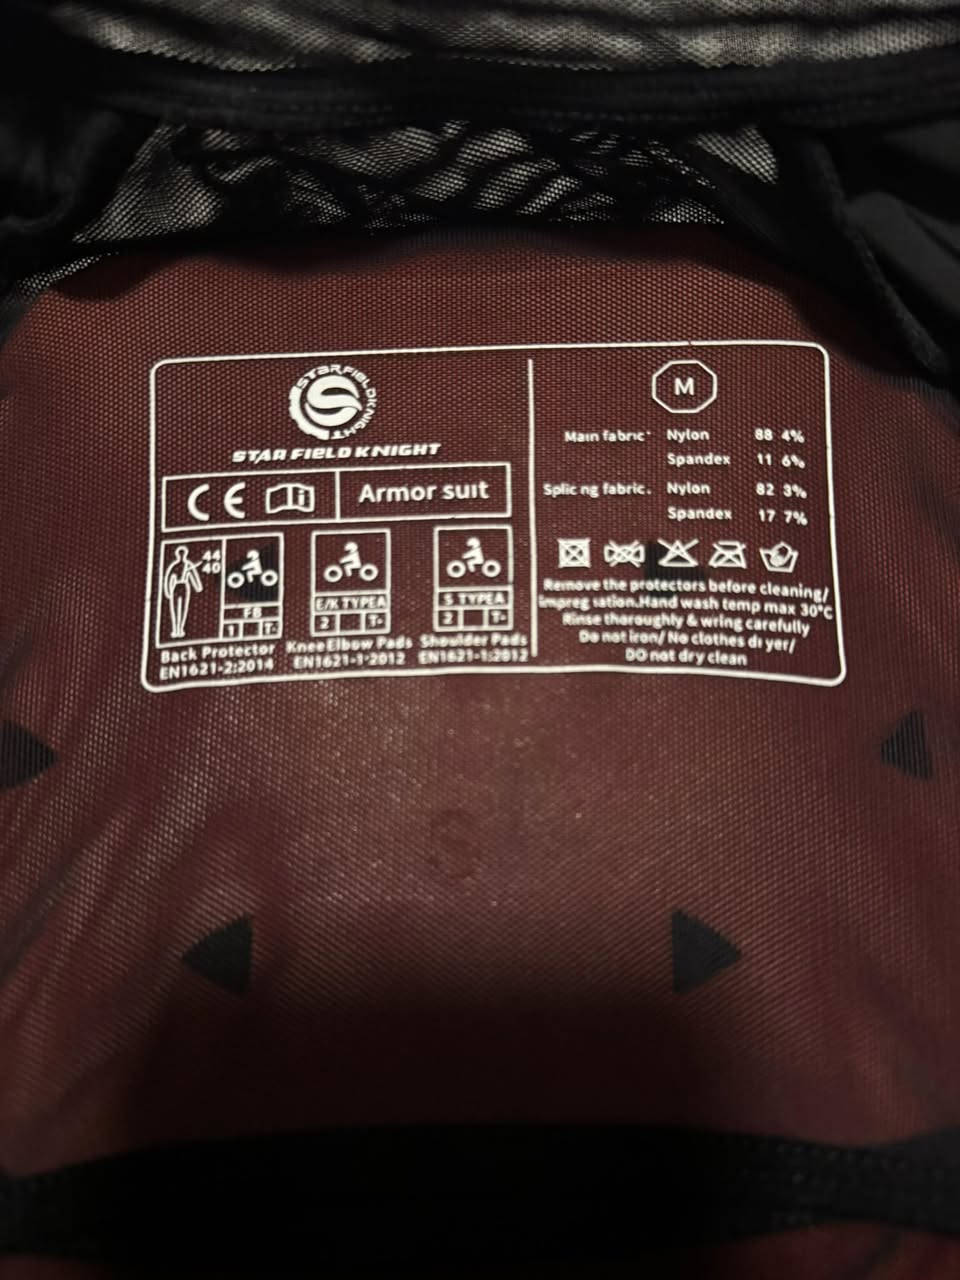 STAR FIELD KNIGHT
STAR FIELD KNIGHT
CE
Armor suit
44
40
FB
1 T-
Back Protector
EN1621-2:2014
E/K TYPEA
2 T-
Knee Elbow Pads
EN1621-1:2012
S TYPEA
2 T-
Shoulder Pads
EN1621-1:2012
M
Main fabric: Nylon 88 4%
Spandex 11 6%
Splic ng fabric. Nylon 82 3%
Spandex 17 7%
Remove the protectors before cleaning/
impreg sation.Hand wash temp max 30°C
Rinse thoroughly & wring carefully
Do not iron/ No clothes dryer/
DO not dry clean